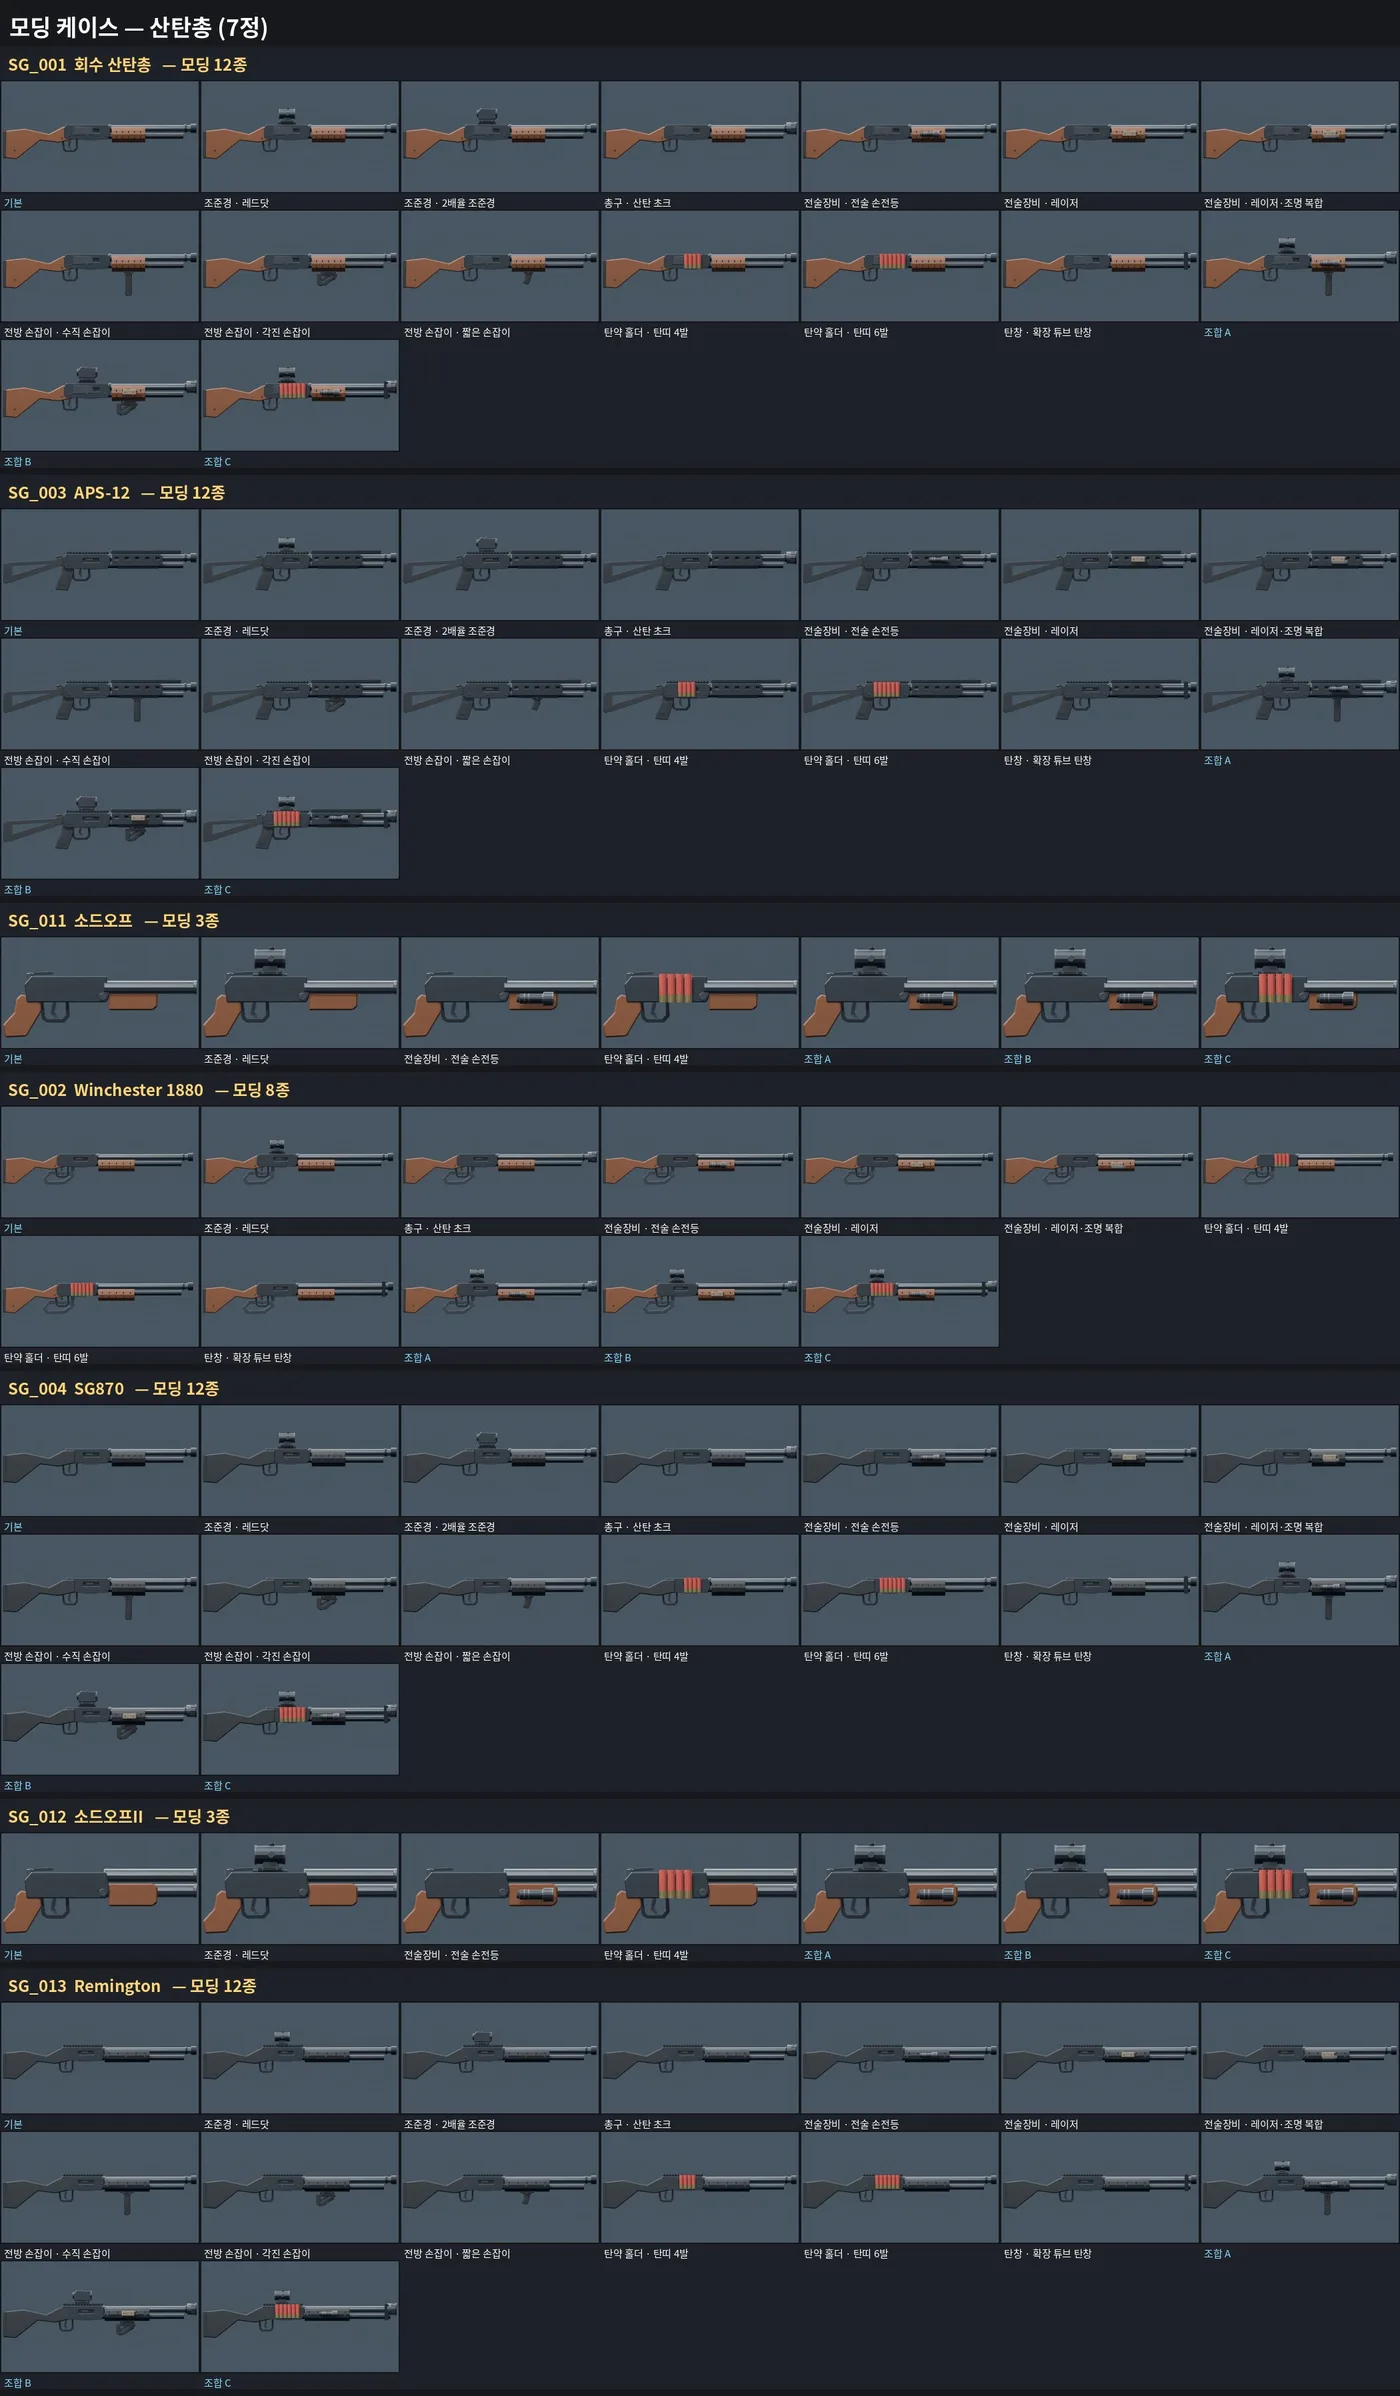 모딩 케이스 — 산탄총 (7정)
SG_001 회수 산탄총 — 모딩 12종
기본 조준경 · 레드닷 조준경 · 2배율 조준경 총구 · 산탄 초크 전술장비 · 전술 손전등 전술장비 · 레이저 전술장비 · 레이저·조명 복합
전방 손잡이 · 수직 손잡이 전방 손잡이 · 각진 손잡이 전방 손잡이 · 짧은 손잡이 탄약 홀더 · 탄띠 4발 탄약 홀더 · 탄띠 6발 탄창 · 확장 튜브 탄창 조합 A
조합 B 조합 C
SG_003 APS-12 — 모딩 12종
기본 조준경 · 레드닷 조준경 · 2배율 조준경 총구 · 산탄 초크 전술장비 · 전술 손전등 전술장비 · 레이저 전술장비 · 레이저·조명 복합
전방 손잡이 · 수직 손잡이 전방 손잡이 · 각진 손잡이 전방 손잡이 · 짧은 손잡이 탄약 홀더 · 탄띠 4발 탄약 홀더 · 탄띠 6발 탄창 · 확장 튜브 탄창 조합 A
조합 B 조합 C
SG_011 소드오프 — 모딩 3종
기본 조준경 · 레드닷 전술장비 · 전술 손전등 탄약 홀더 · 탄띠 4발 조합 A 조합 B 조합 C
SG_002 Winchester 1880 — 모딩 8종
기본 조준경 · 레드닷 총구 · 산탄 초크 전술장비 · 전술 손전등 전술장비 · 레이저 전술장비 · 레이저·조명 복합 탄약 홀더 · 탄띠 4발
탄약 홀더 · 탄띠 6발 탄창 · 확장 튜브 탄창 조합 A 조합 B 조합 C
SG_004 SG870 — 모딩 12종
기본 조준경 · 레드닷 조준경 · 2배율 조준경 총구 · 산탄 초크 전술장비 · 전술 손전등 전술장비 · 레이저 전술장비 · 레이저·조명 복합
전방 손잡이 · 수직 손잡이 전방 손잡이 · 각진 손잡이 전방 손잡이 · 짧은 손잡이 탄약 홀더 · 탄띠 4발 탄약 홀더 · 탄띠 6발 탄창 · 확장 튜브 탄창 조합 A
조합 B 조합 C
SG_012 소드오프II — 모딩 3종
기본 조준경 · 레드닷 전술장비 · 전술 손전등 탄약 홀더 · 탄띠 4발 조합 A 조합 B 조합 C
SG_013 Remington — 모딩 12종
기본 조준경 · 레드닷 조준경 · 2배율 조준경 총구 · 산탄 초크 전술장비 · 전술 손전등 전술장비 · 레이저 전술장비 · 레이저·조명 복합
전방 손잡이 · 수직 손잡이 전방 손잡이 · 각진 손잡이 전방 손잡이 · 짧은 손잡이 탄약 홀더 · 탄띠 4발 탄약 홀더 · 탄띠 6발 탄창 · 확장 튜브 탄창 조합 A
조합 B 조합 C